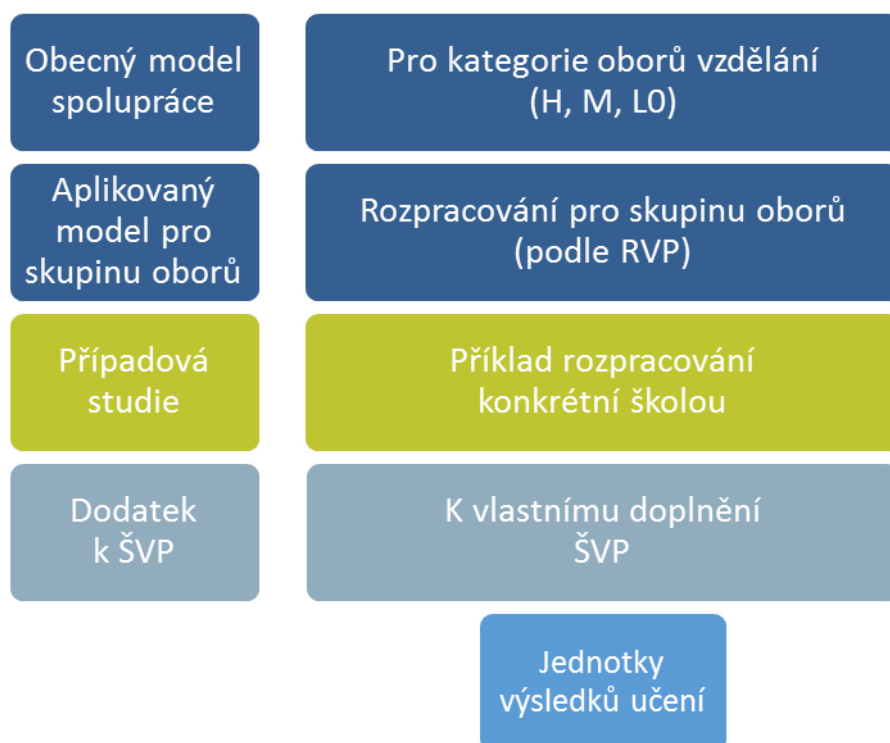 Obecný model
spolupráce
Pro kategorie oborů vzdělání
(H, M, L0)
Aplikovaný
model pro
skupinu oborů
Rozpracování pro skupinu oborů
(podle RVP)
Případová
studie
Příklad rozpracování
konkrétní školou
Dodatek
k ŠVP
K vlastnímu doplnění
ŠVP
Jednotky
výsledků učení